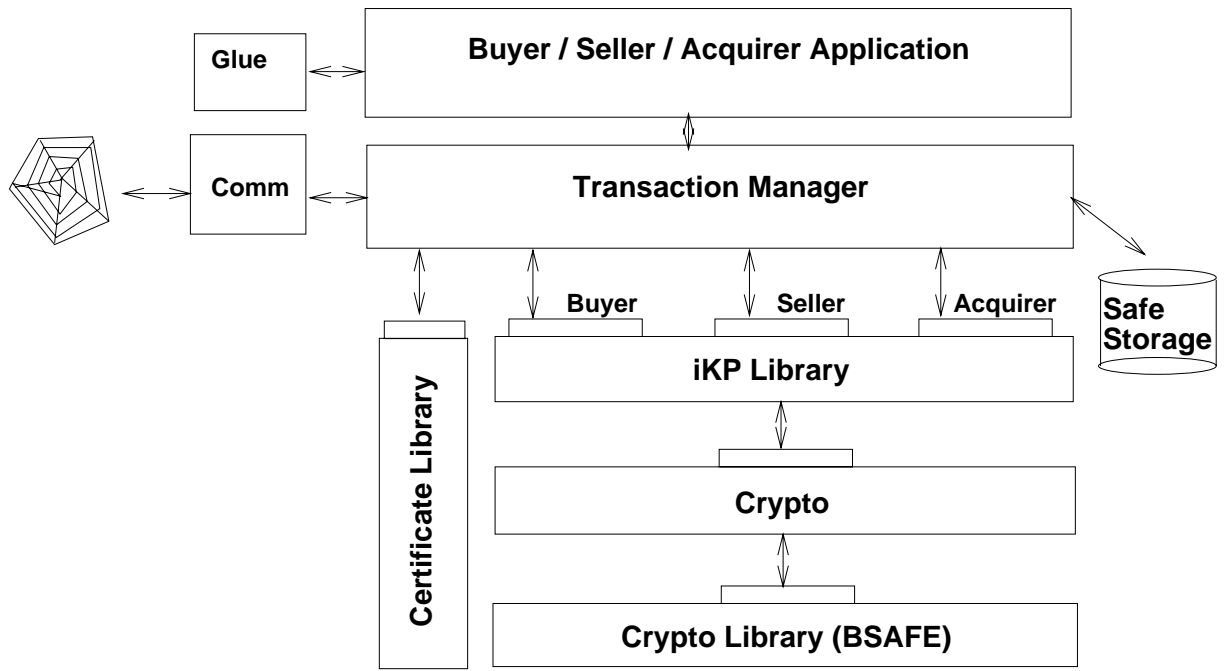 Glue
Buyer / Seller / Acquirer Application
Comm
Transaction Manager
Buyer
Seller
Acquirer
Safe
Storage
iKP Library
Certificate Library
Crypto
Crypto Library (BSAFE)